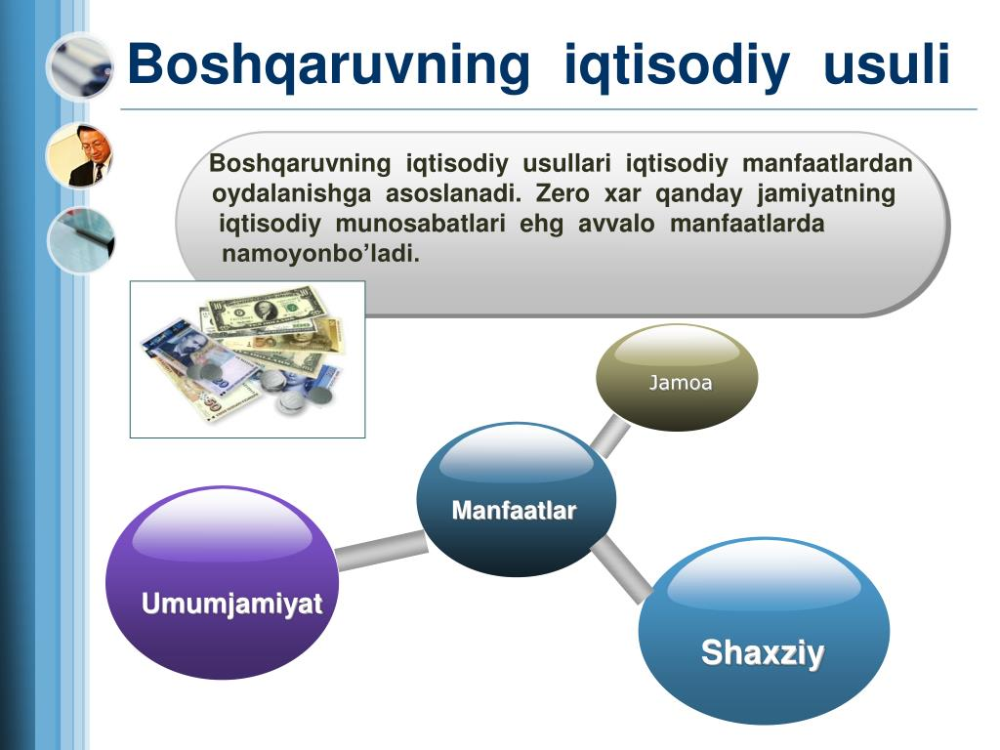 Boshqaruvning iqtisodiy usuli
Boshqaruvning iqtisodiy usullari iqtisodiy manfaatlardan
oydalanishga asoslanadi. Zero xar qanday jamiyatning
iqtisodiy munosabatlari ehg avvalo manfaatlarda
namoyonbo’ladi.
Jamoa
Manfaatlar
Umumjamiyat
Shaxziy